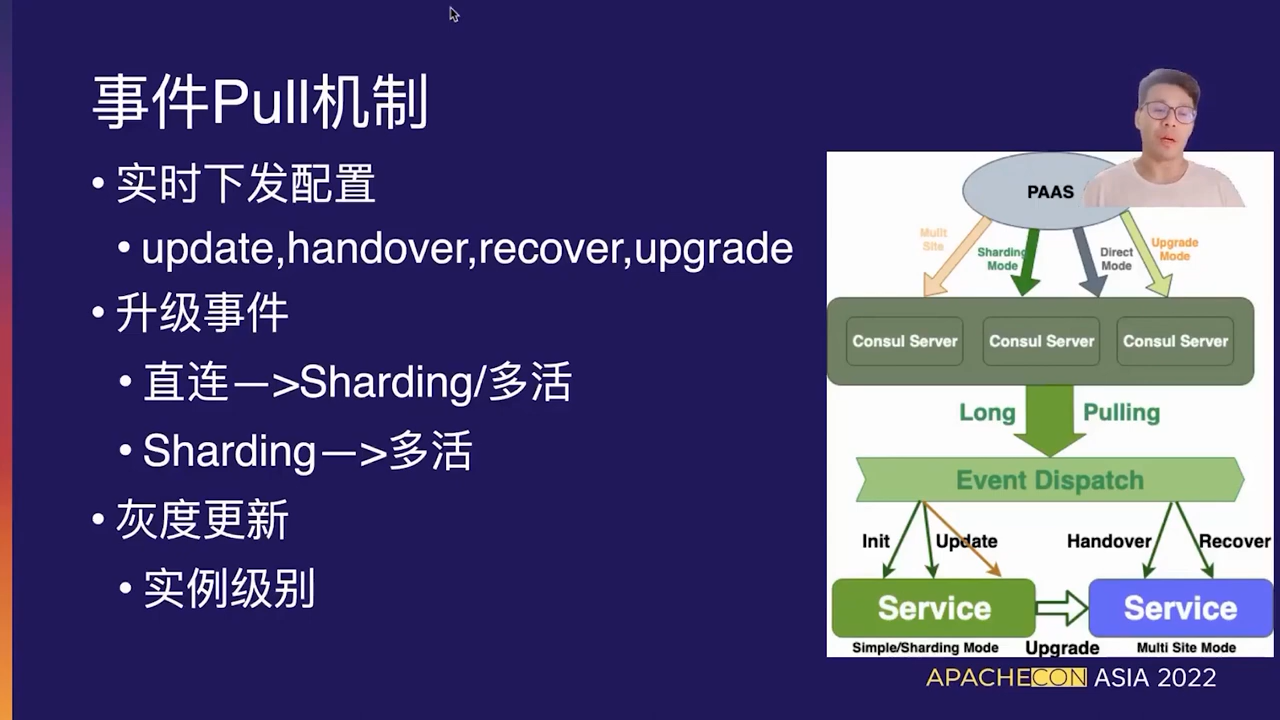 事件Pull机制
• 实时下发配置
• update,handover,recover,upgrade
• 升级事件
• 直连—>Sharding/多活
• Sharding—>多活
• 灰度更新
• 实例级别
PAAS
Mulit Site
Sharding Mode
Direct Mode
Upgrade Mode
Consul Server
Consul Server
Consul Server
Long Pulling
Event Dispatch
Init
Update
Handover
Recover
Service
Service
Simple/Sharding Mode
Upgrade
Multi Site Mode
APACHECON ASIA 2022